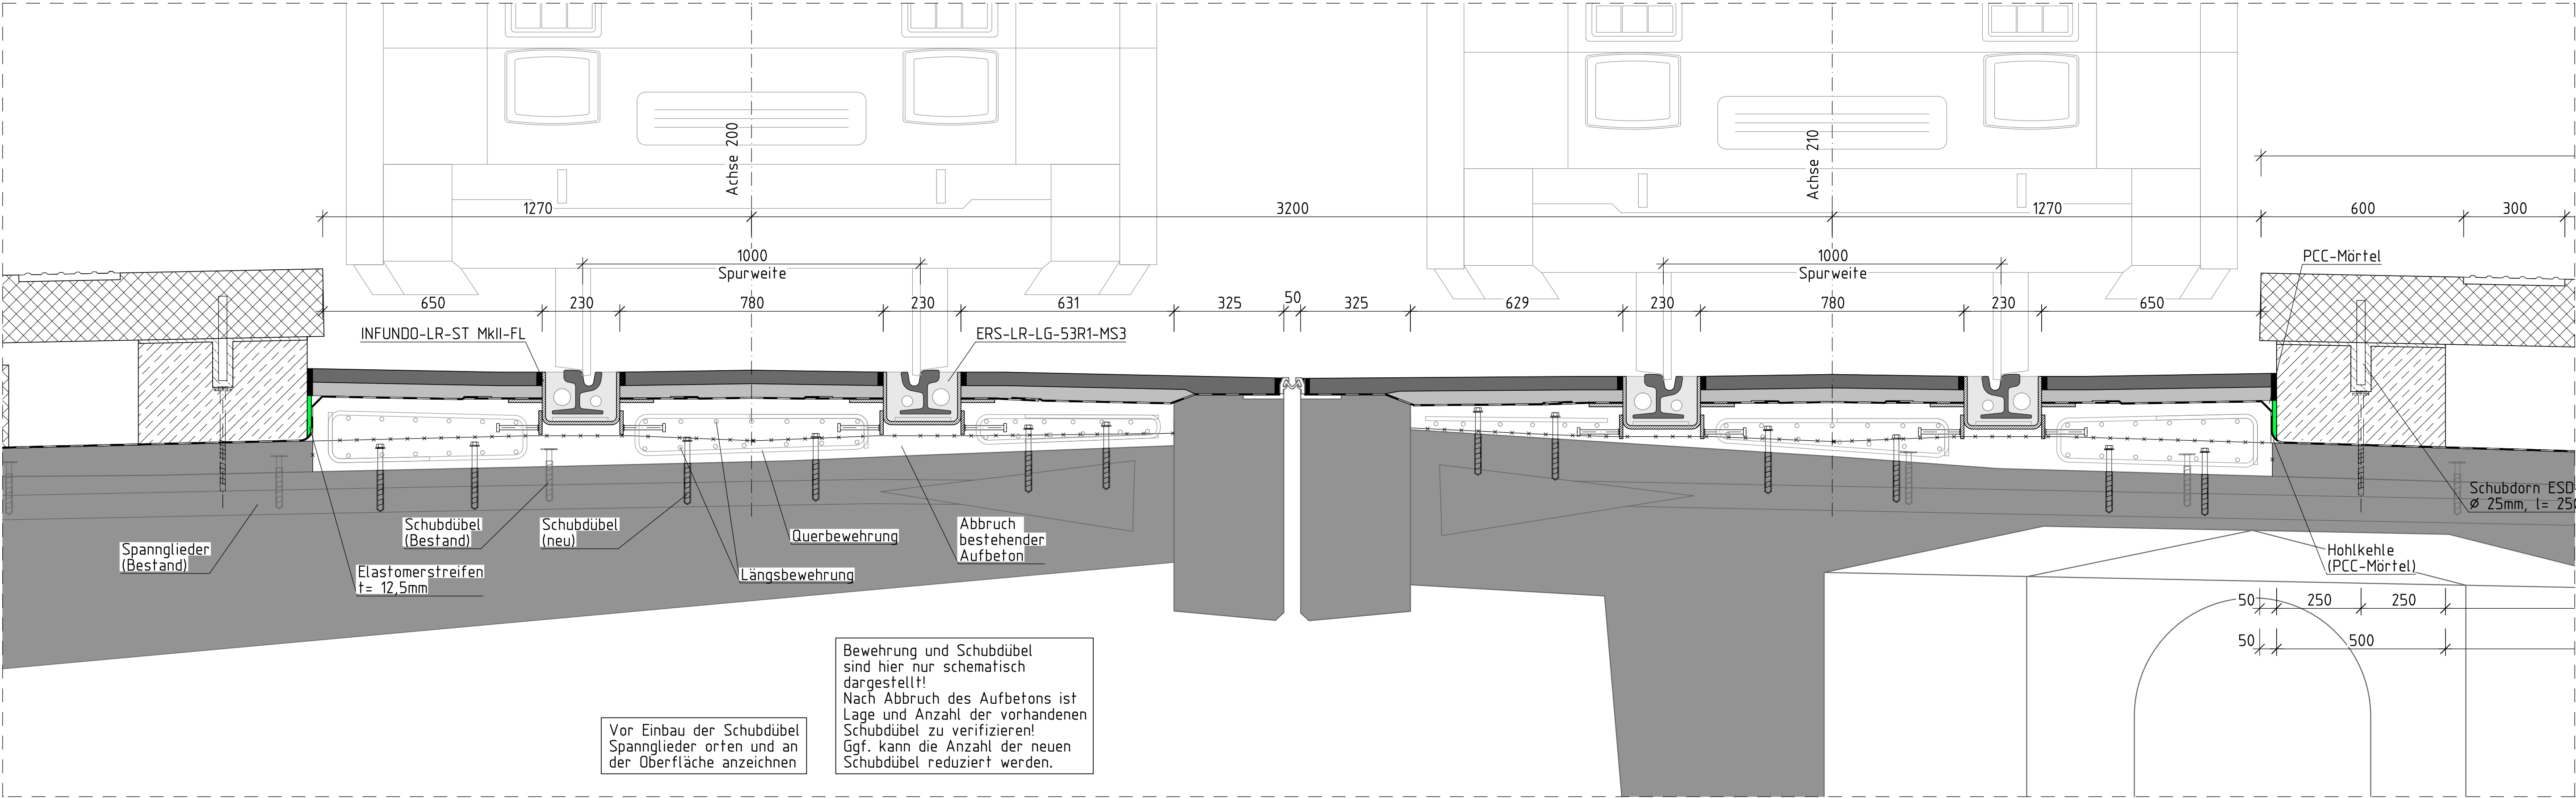 Achse 200
Achse 210
1270
3200
1270
600
300
1000
Spurweite
1000
Spurweite
PCC-Mörtel
650
230
780
230
631
325
50
325
629
230
780
230
650
INFUNDO-LR-ST MkII-FL
ERS-LR-LG-53R1-MS3
Schubdorn ESD
Ø 25mm, l= 250
Schubdübel
(Bestand)
Schubdübel
(neu)
Querbewehrung
Abbruch
bestehender
Aufbeton
Spannglieder
(Bestand)
Elastomerstreifen
t= 12,5mm
Längsbewehrung
Hohlkehle
(PCC-Mörtel)
50
250
250
50
500
Bewehrung und Schubdübel
sind hier nur schematisch
dargestellt!
Nach Abbruch des Aufbetons ist
Lage und Anzahl der vorhandenen
Schubdübel zu verifizieren!
Ggf. kann die Anzahl der neuen
Schubdübel reduziert werden.
Vor Einbau der Schubdübel
Spannglieder orten und an
der Oberfläche anzeichnen